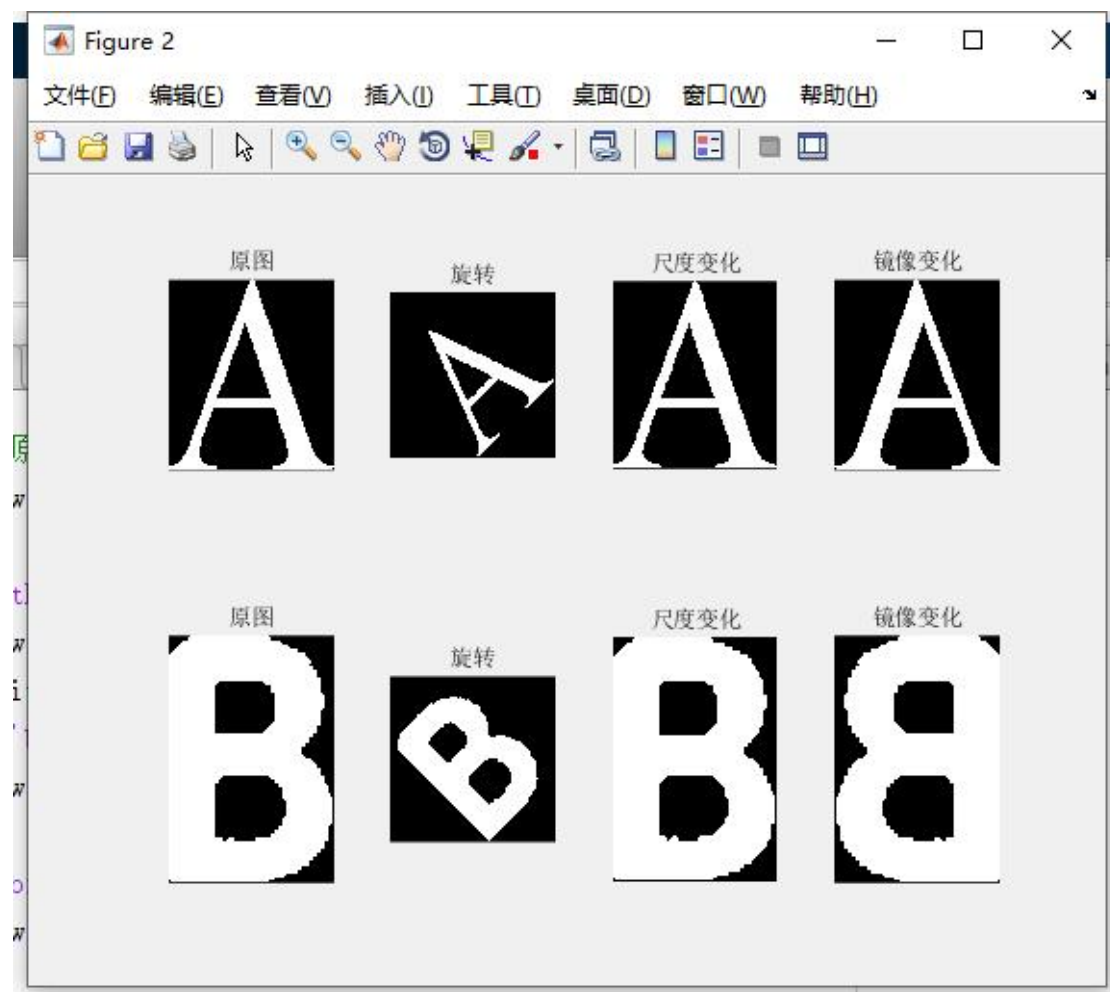 Figure 2
文件(F) 编辑(E) 查看(V) 插入(I) 工具(T) 桌面(D) 窗口(W) 帮助(H)
原图 旋转 尺度变化 镜像变化
A A A A
原图 旋转 尺度变化 镜像变化
B B B B